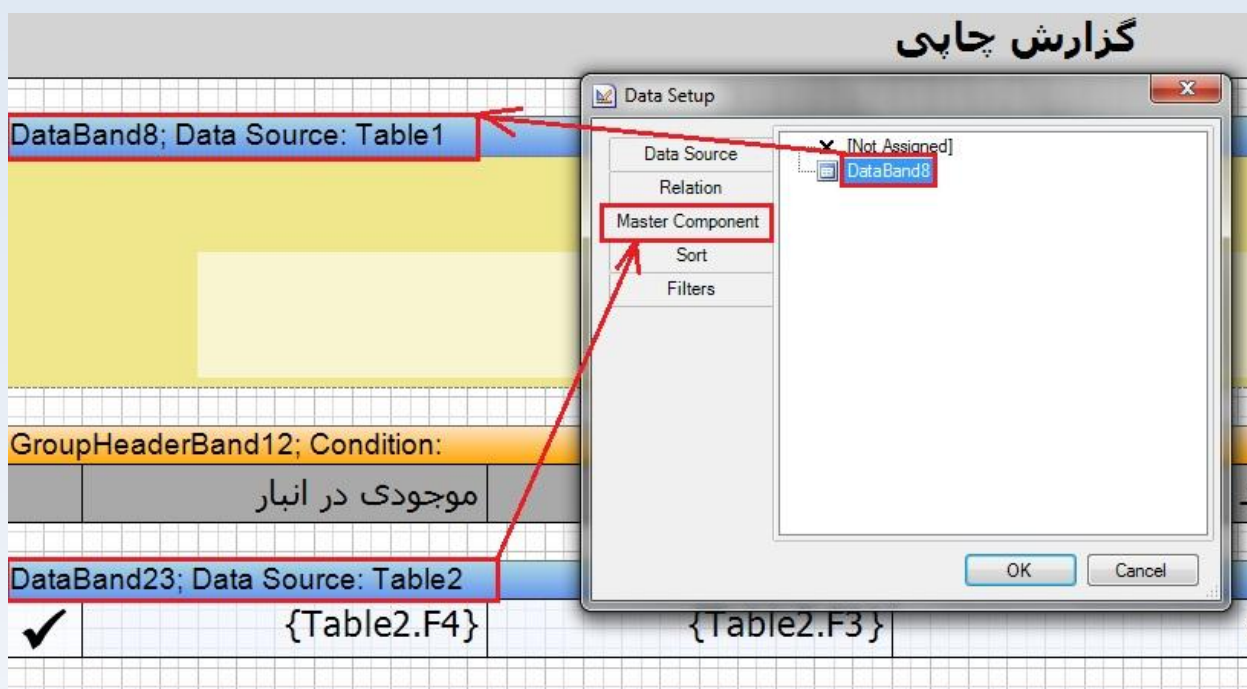 گزارش چاپی
Data Setup
DataBand8; Data Source: Table1
Data Source
[Not Assigned]
DataBand8
Relation
Master Component
Sort
Filters
GroupHeaderBand12; Condition:
موجودی در انبار
DataBand23; Data Source: Table2
OK
Cancel
{Table2.F4}
{Table2.F3}